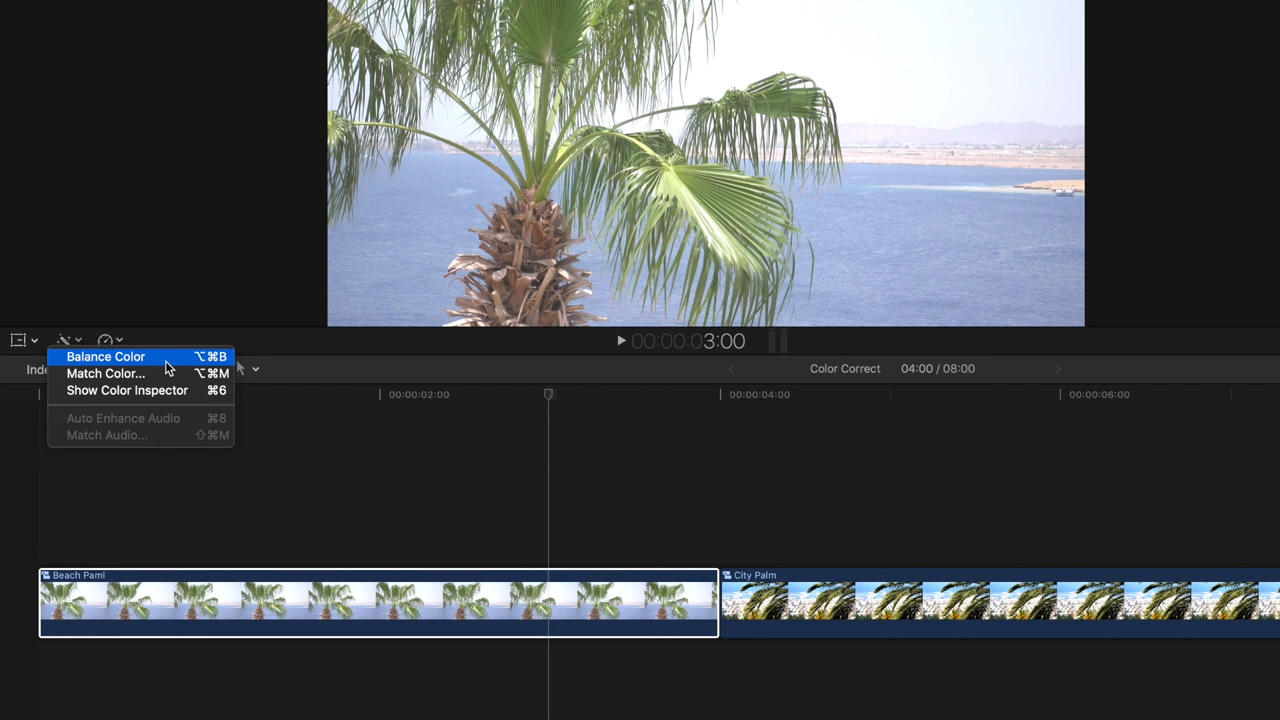 00:00:03:00
Balance Color ⌥⌘B
Match Color... ⌥⌘M
Show Color Inspector ⌘6
Auto Enhance Audio ⌘8
Match Audio... ⇧⌘M
Color Correct 04:00 / 08:00
00:00:02:00 00:00:04:00 00:00:06:00
Beach Paml
City Palm